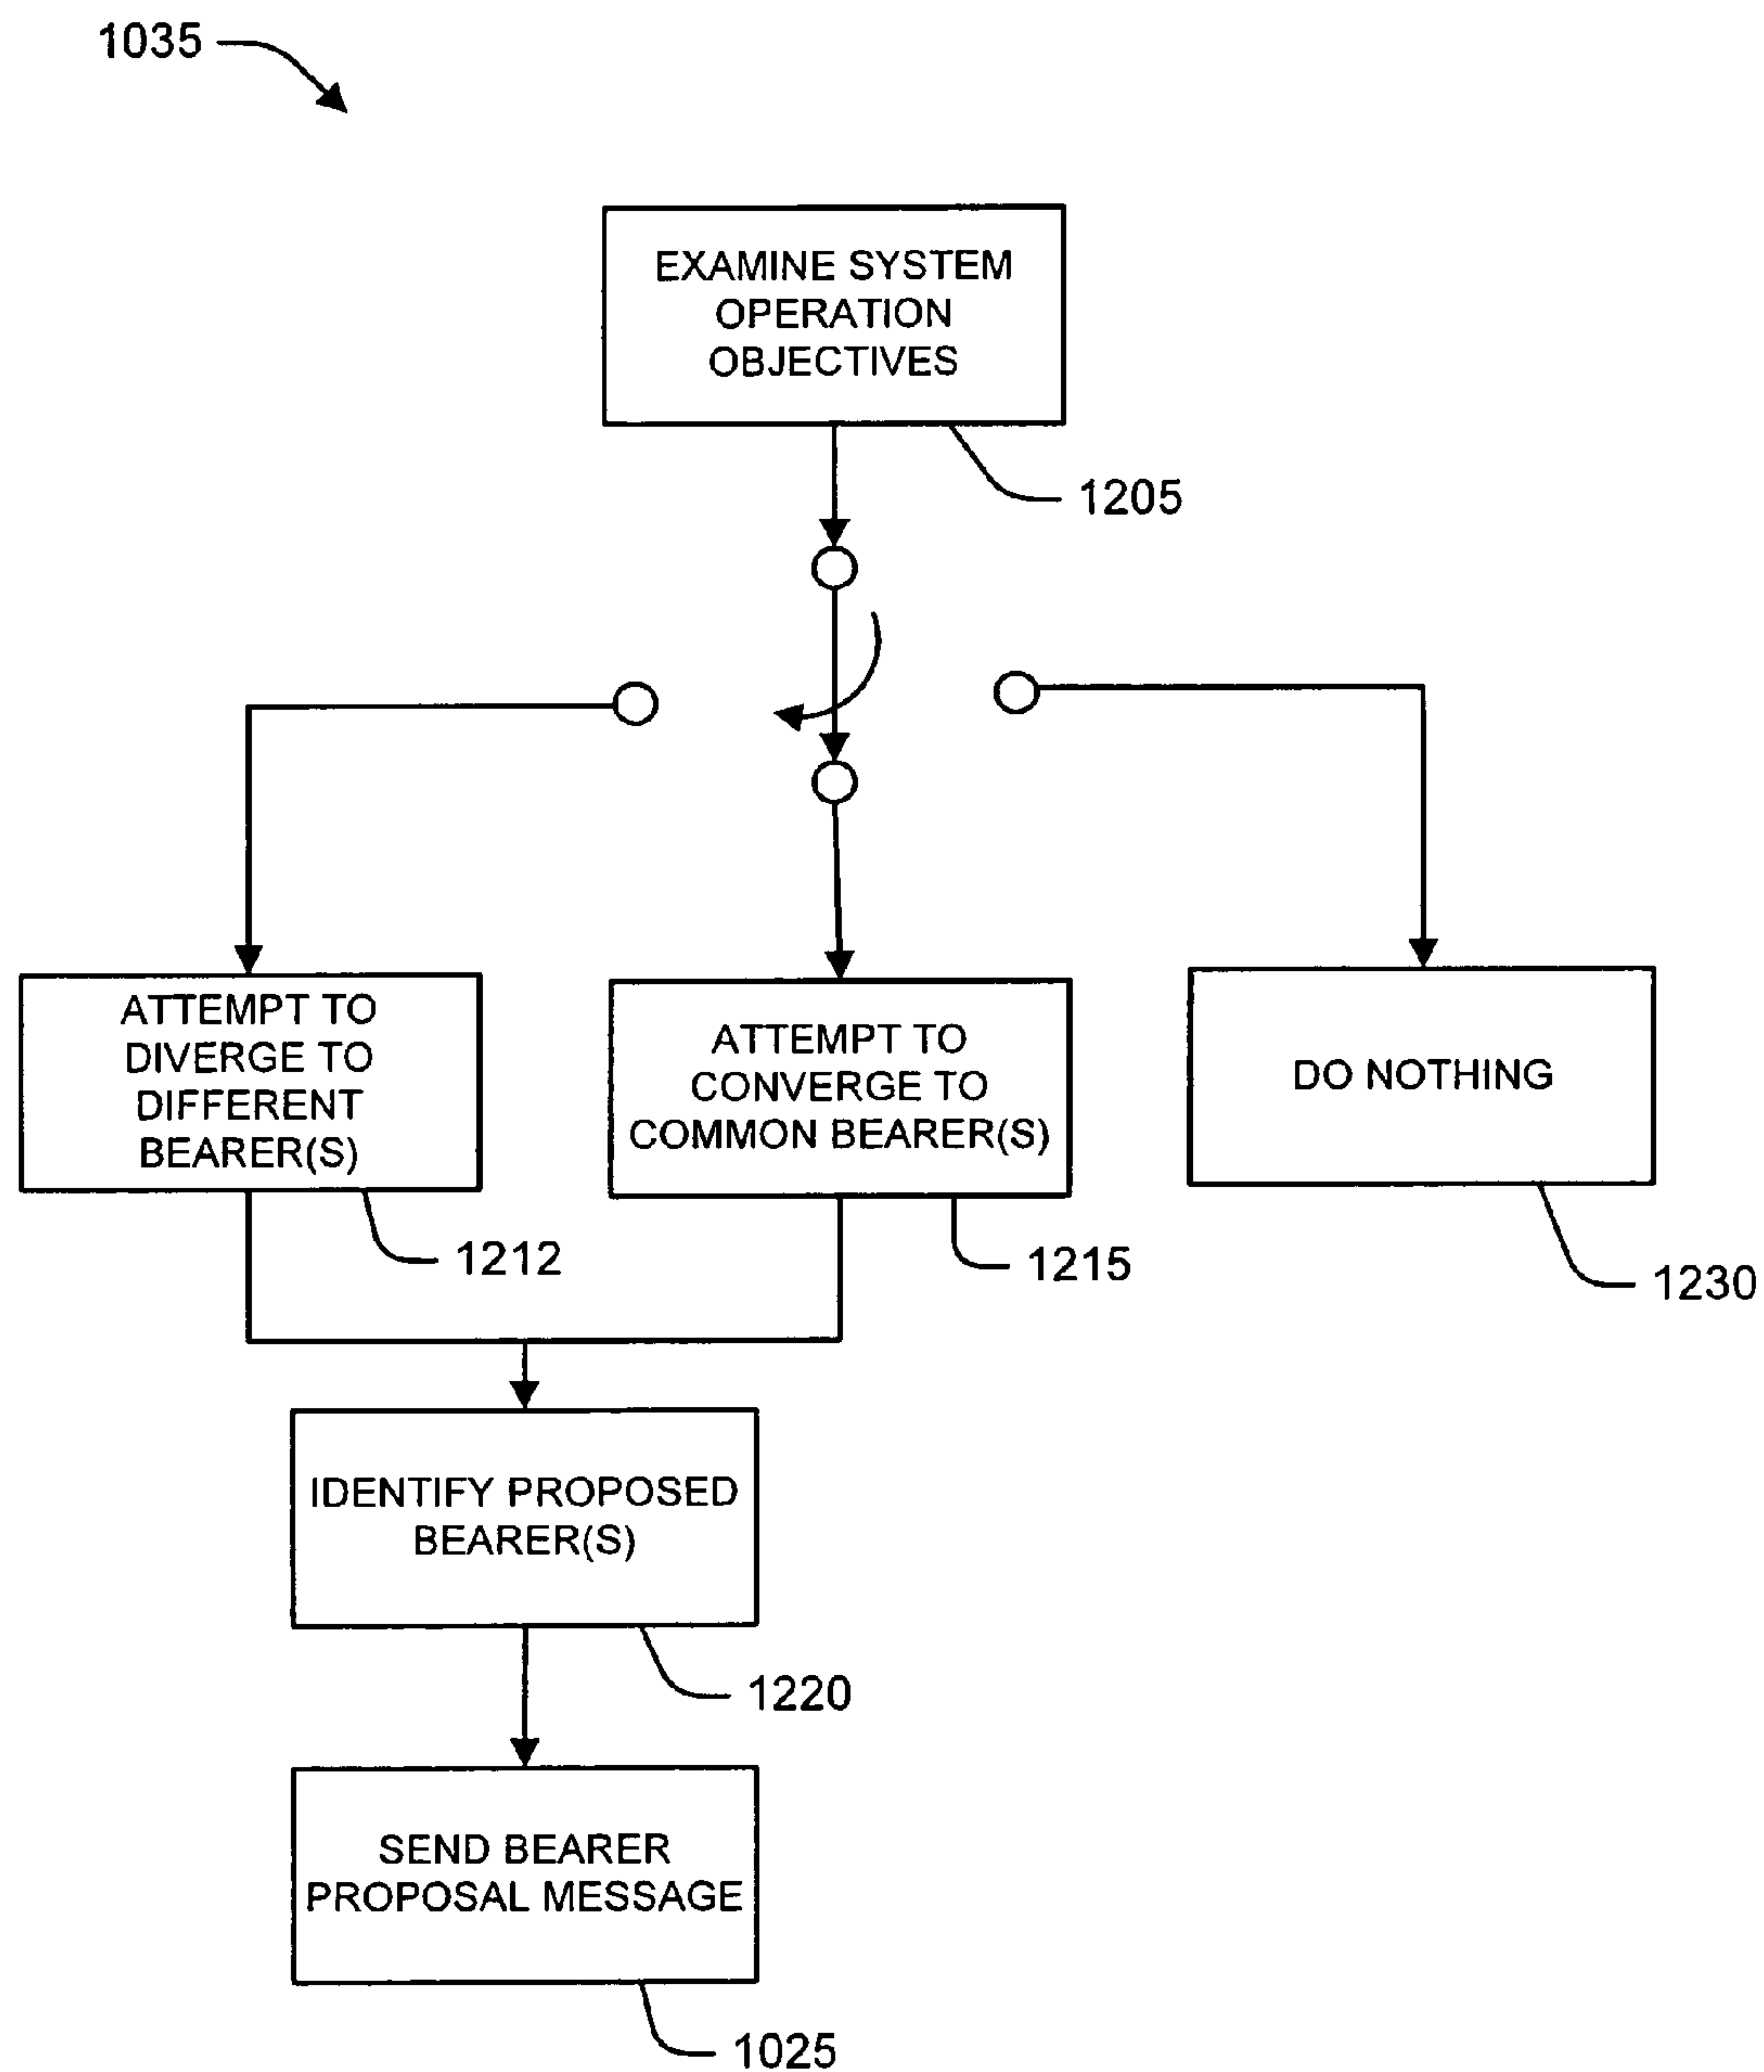 1035
EXAMINE SYSTEM
OPERATION
OBJECTIVES
1205
ATTEMPT TO
DIVERGE TO
DIFFERENT
BEARER(S)
1212
ATTEMPT TO
CONVERGE TO
COMMON BEARER(S)
1215
DO NOTHING
1230
IDENTIFY PROPOSED
BEARER(S)
1220
SEND BEARER
PROPOSAL MESSAGE
1025